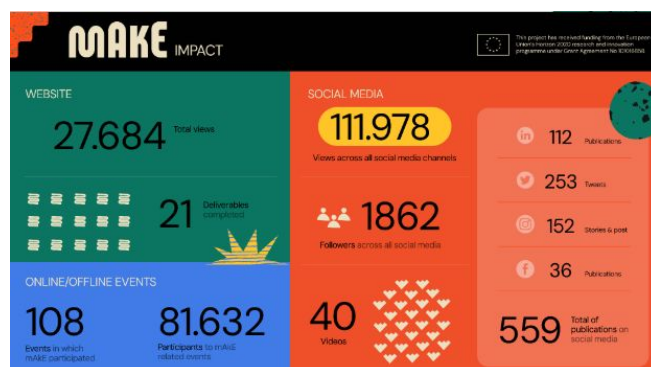 mAKE IMPACT
This project has received funding from the European
Union's Horizon 2020 research and innovation
programme under Grant Agreement No 101016858
WEBSITE
27.684 Total views
21 Deliverables
completed
ONLINE/OFFLINE EVENTS
108
Events in which
mAkE participated
81.632
Participants to mAkE
related events
SOCIAL MEDIA
111.978
Views across all social media channels
1862
Followers across all social media
40
Videos
in 112 Publications
253 Tweets
152 Stories & post
f 36 Publications
559 Total of
publications on
social media